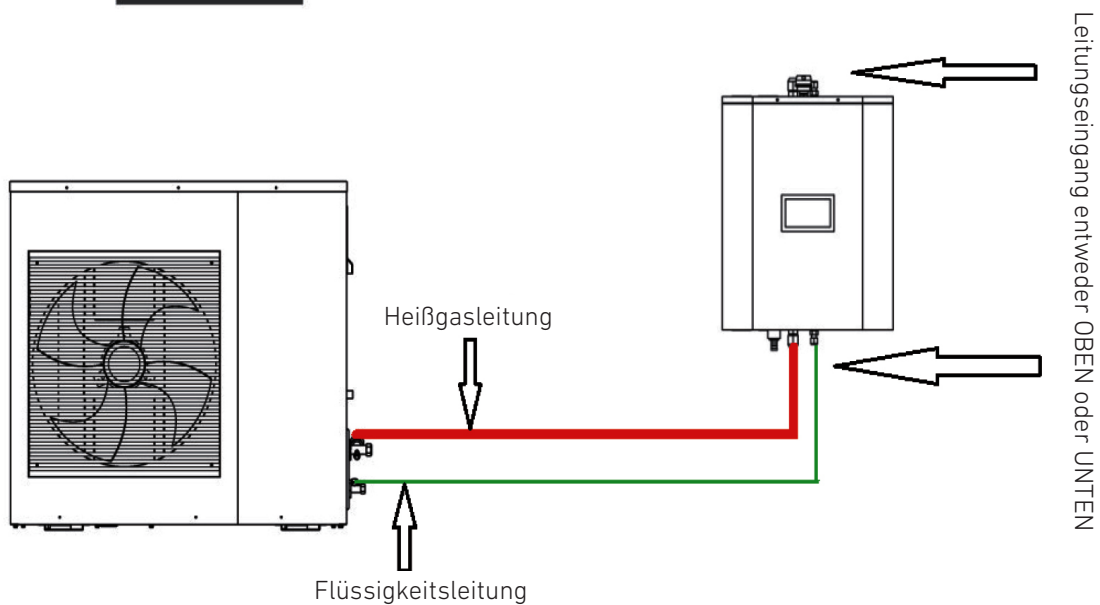 Leitungseingang entweder OBEN oder UNTEN
Heißgasleitung
Flüssigkeitsleitung